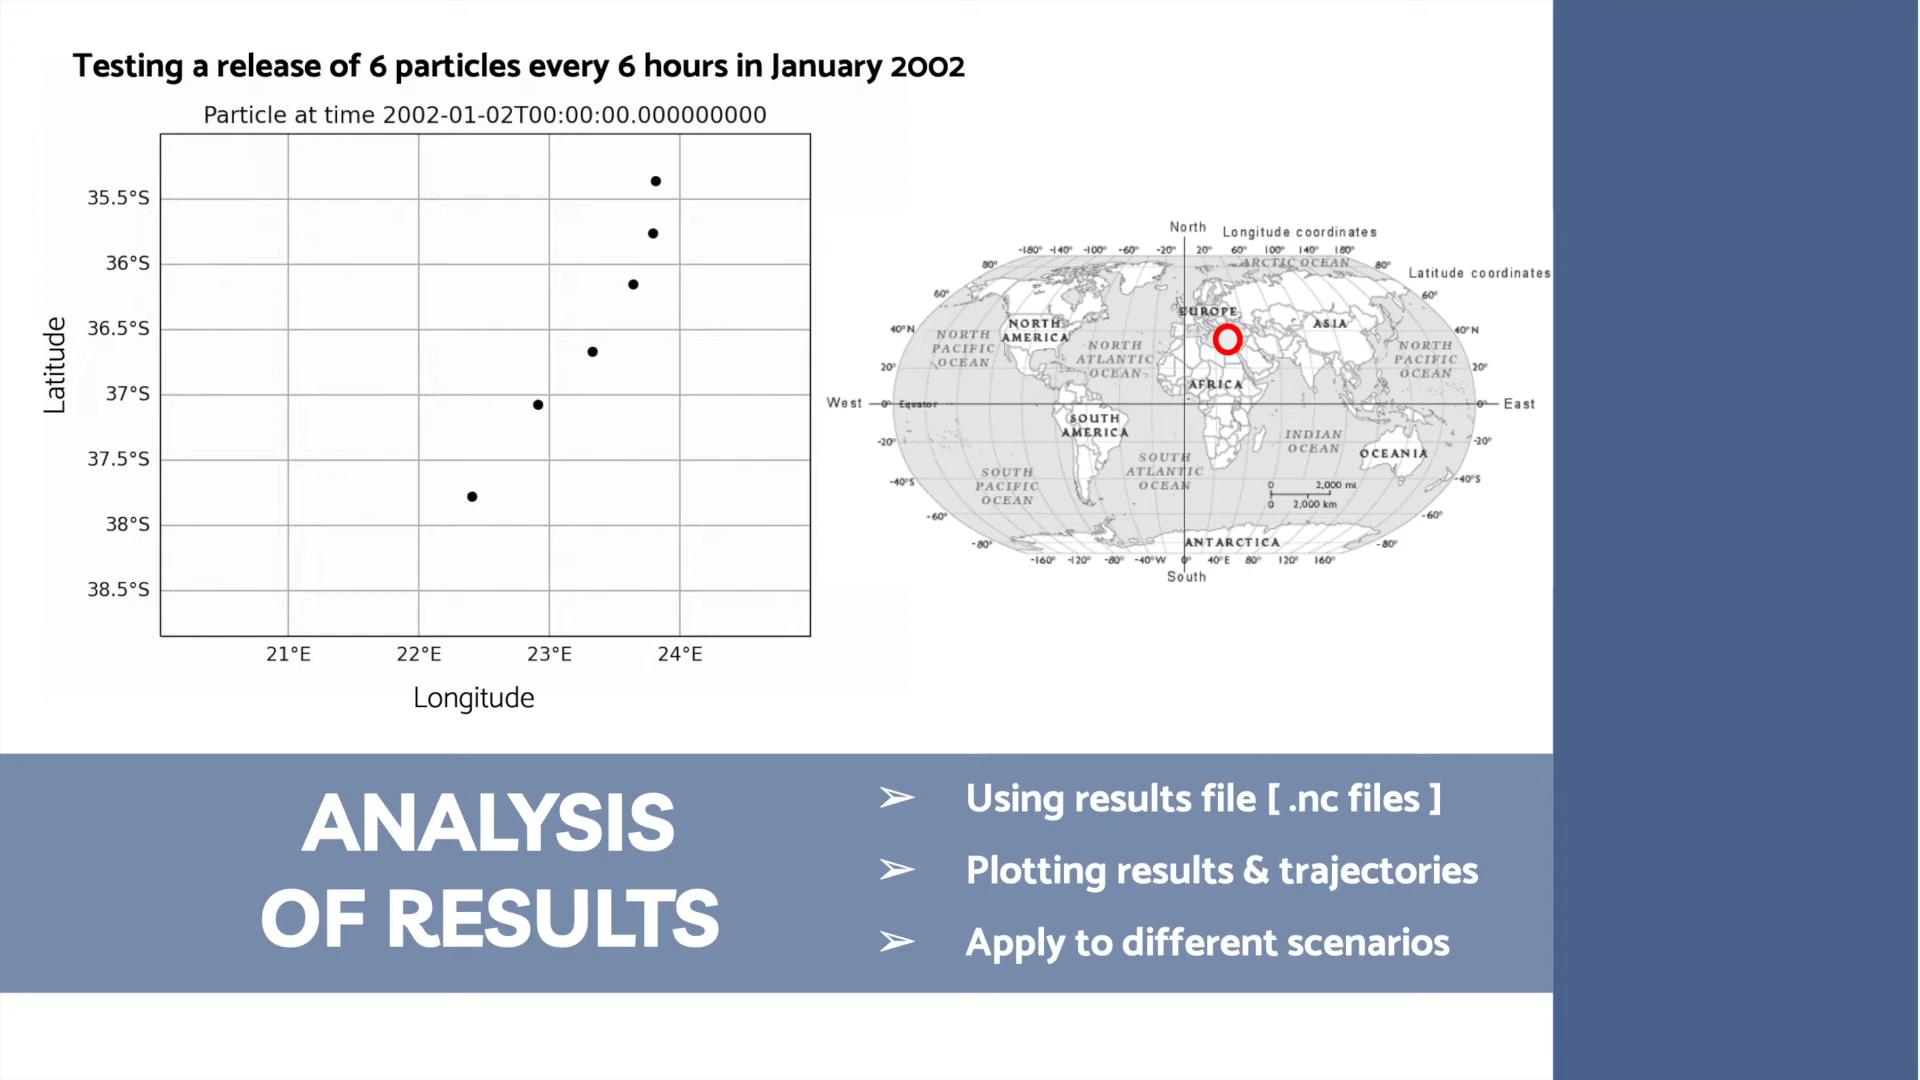 Testing a release of 6 particles every 6 hours in January 2002
Particle at time 2002-01-02T00:00:00.000000000
35.5°S
36°S
36.5°S
37°S
37.5°S
38°S
38.5°S
Latitude
21°E 22°E 23°E 24°E
Longitude
North
Longitude coordinates
-180° -140° -100° -60° -20° 20° 60° 100° 140° 180°
ARCTIC OCEAN
Latitude coordinates
80° 80°
60° 60°
EUROPE
ASIA
40°N 40°N
NORTH PACIFIC OCEAN
NORTH AMERICA
NORTH ATLANTIC OCEAN
NORTH PACIFIC OCEAN
20° 20°
AFRICA
West 0° Equator 0° East
SOUTH AMERICA
INDIAN OCEAN
-20° -20°
OCEANIA
SOUTH PACIFIC OCEAN
SOUTH ATLANTIC OCEAN
-40°S -40°S
0 2,000 mi
0 2,000 km
-60° -60°
-80° -80°
ANTARCTICA
-160° -120° -80° -40°W 0° 40°E 80° 120° 160°
South
ANALYSIS
OF RESULTS
➢ Using results file [ .nc files ]
➢ Plotting results & trajectories
➢ Apply to different scenarios